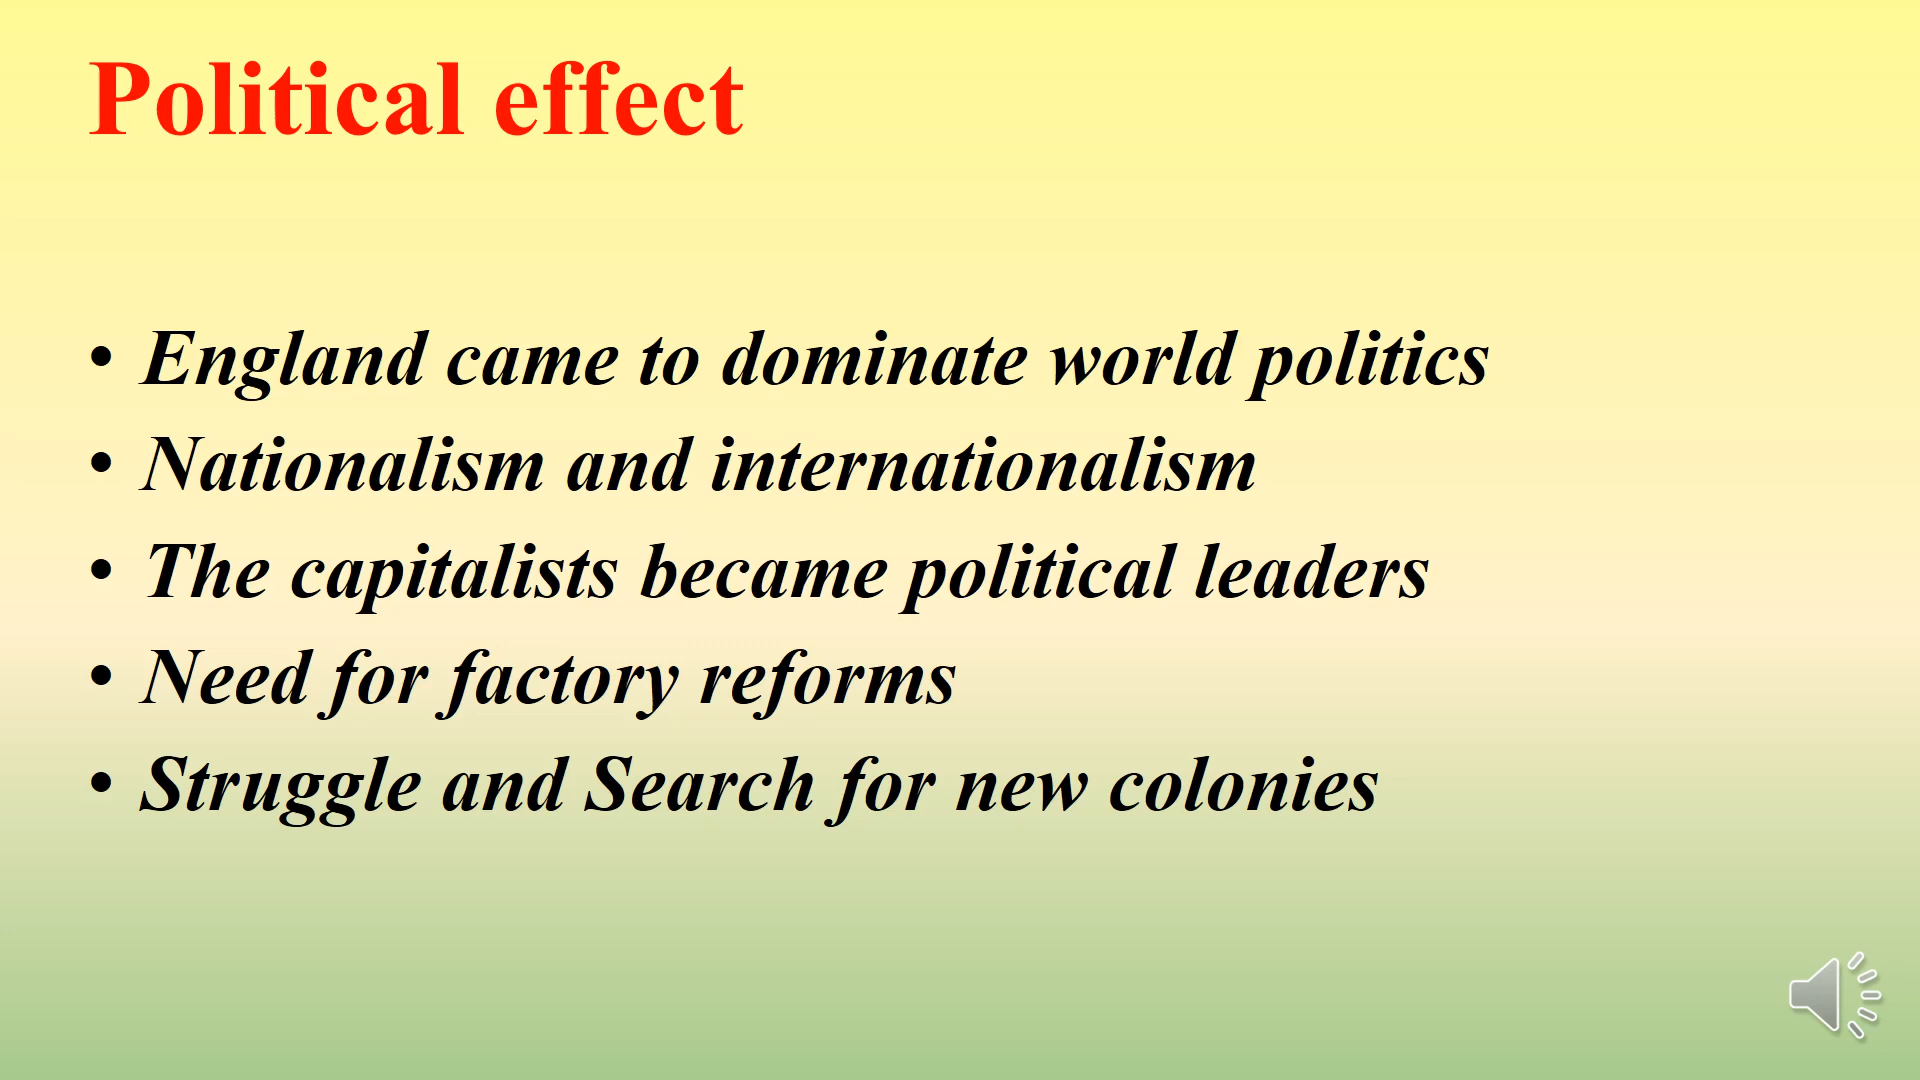 Political effect
• England came to dominate world politics
• Nationalism and internationalism
• The capitalists became political leaders
• Need for factory reforms
• Struggle and Search for new colonies